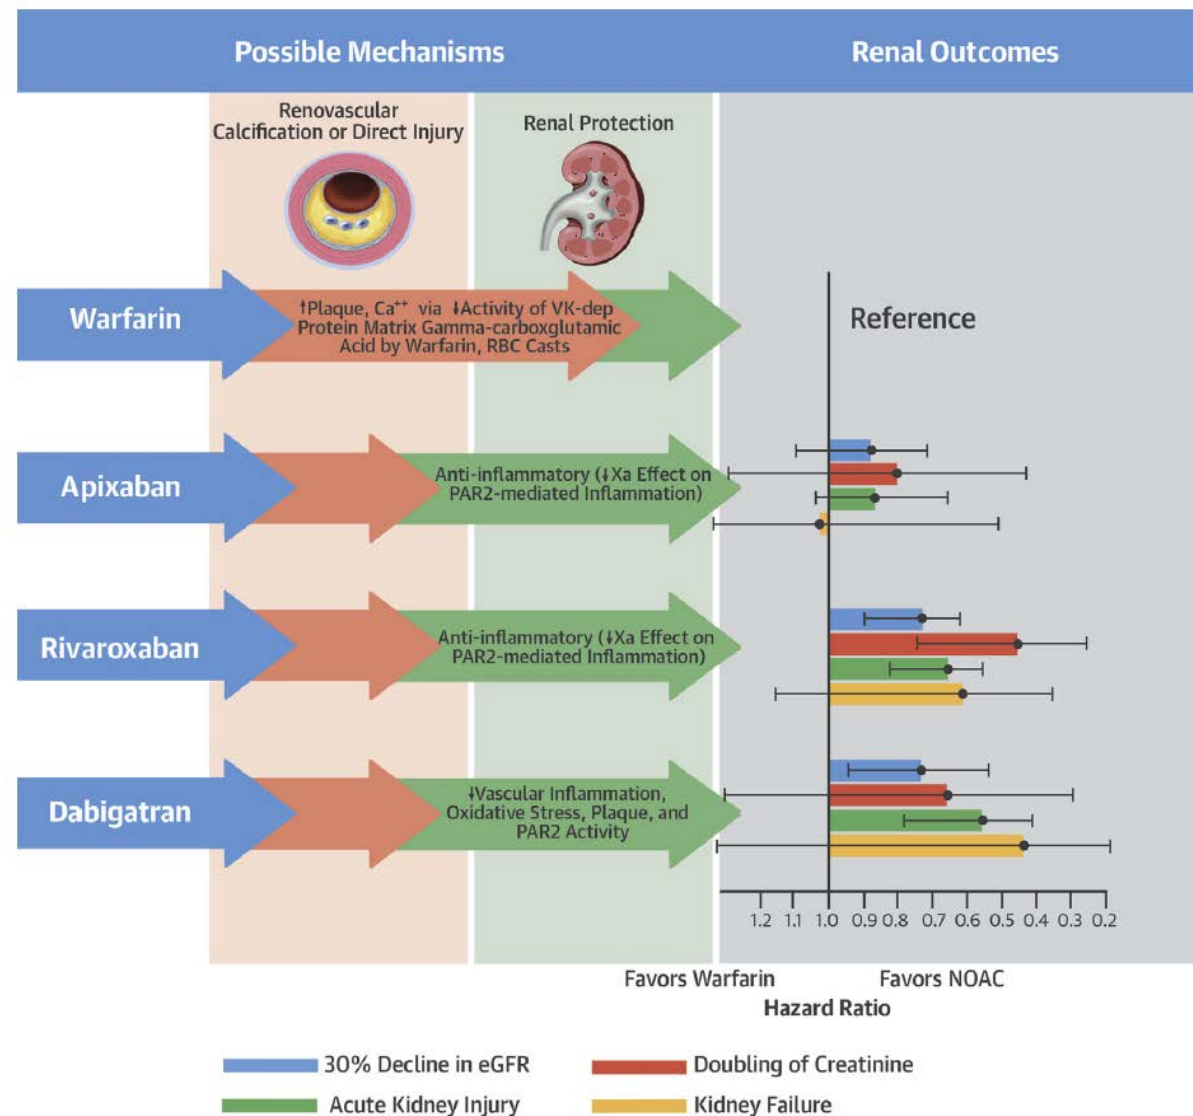 Possible Mechanisms
Renal Outcomes
Renovascular
Calcification or Direct Injury
Renal Protection
Warfarin
↑Plaque, Ca⁺⁺ via ↓Activity of VK-dep
Protein Matrix Gamma-carboxglutamic
Acid by Warfarin, RBC Casts
Reference
Apixaban
Anti-inflammatory (↓Xa Effect on
PAR2-mediated Inflammation)
Rivaroxaban
Anti-inflammatory (↓Xa Effect on
PAR2-mediated Inflammation)
Dabigatran
↓Vascular Inflammation,
Oxidative Stress, Plaque, and
PAR2 Activity
1.2 1.1 1.0 0.9 0.8 0.7 0.6 0.5 0.4 0.3 0.2
Favors Warfarin
Favors NOAC
Hazard Ratio
30% Decline in eGFR
Doubling of Creatinine
Acute Kidney Injury
Kidney Failure